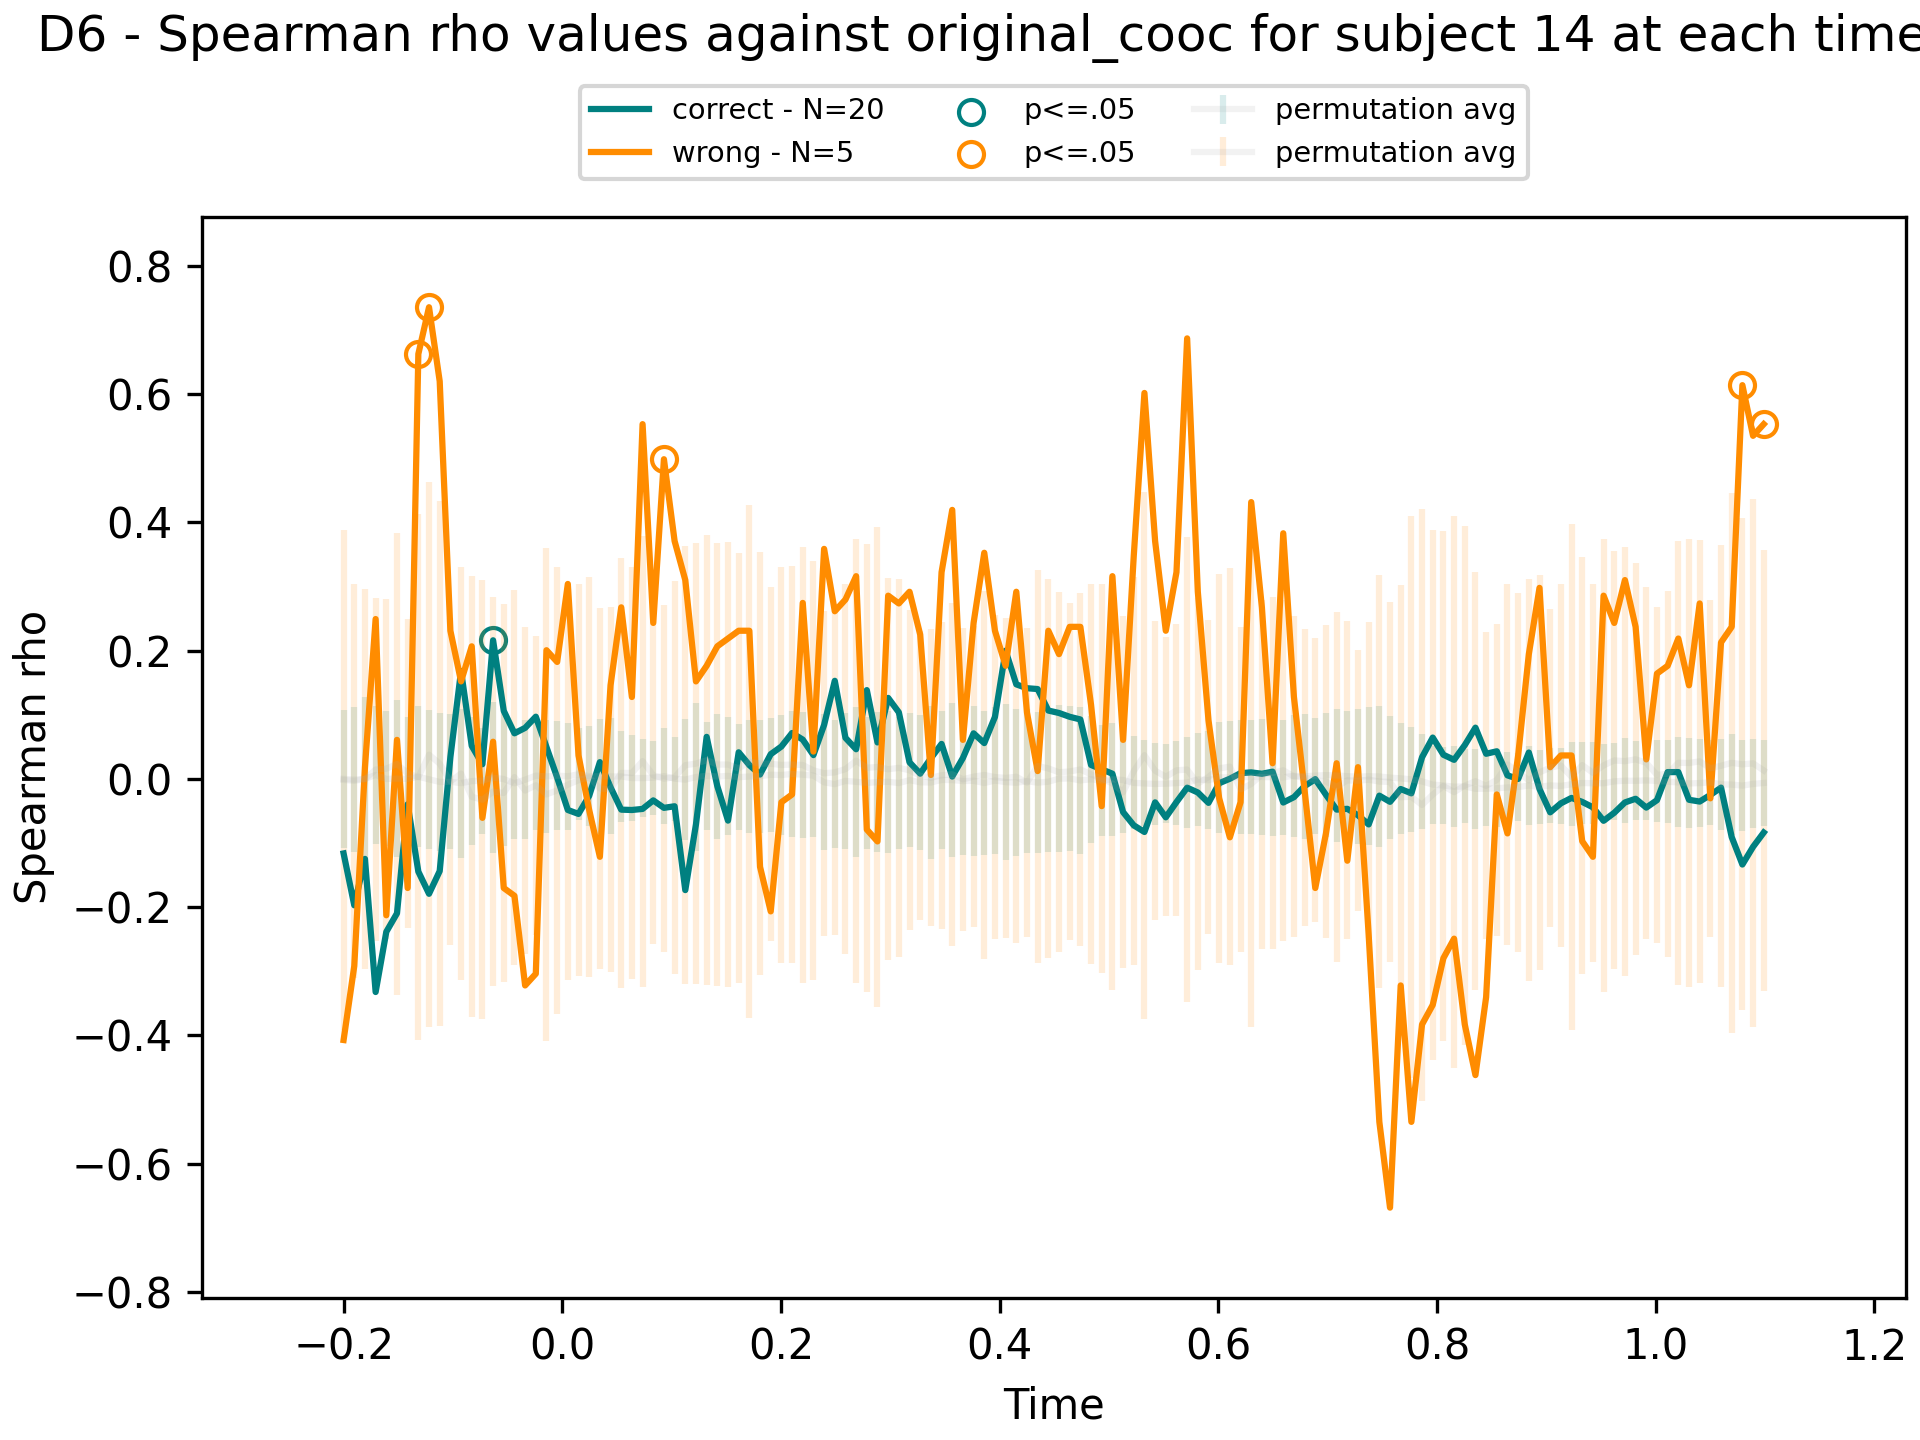 D6 - Spearman rho values against original_cooc for subject 14 at each time
correct - N=20 p<=.05 permutation avg
wrong - N=5 p<=.05 permutation avg
0.8
0.6
0.4
0.2
0.0
−0.2
−0.4
−0.6
−0.8
Spearman rho
−0.2 0.0 0.2 0.4 0.6 0.8 1.0 1.2
Time